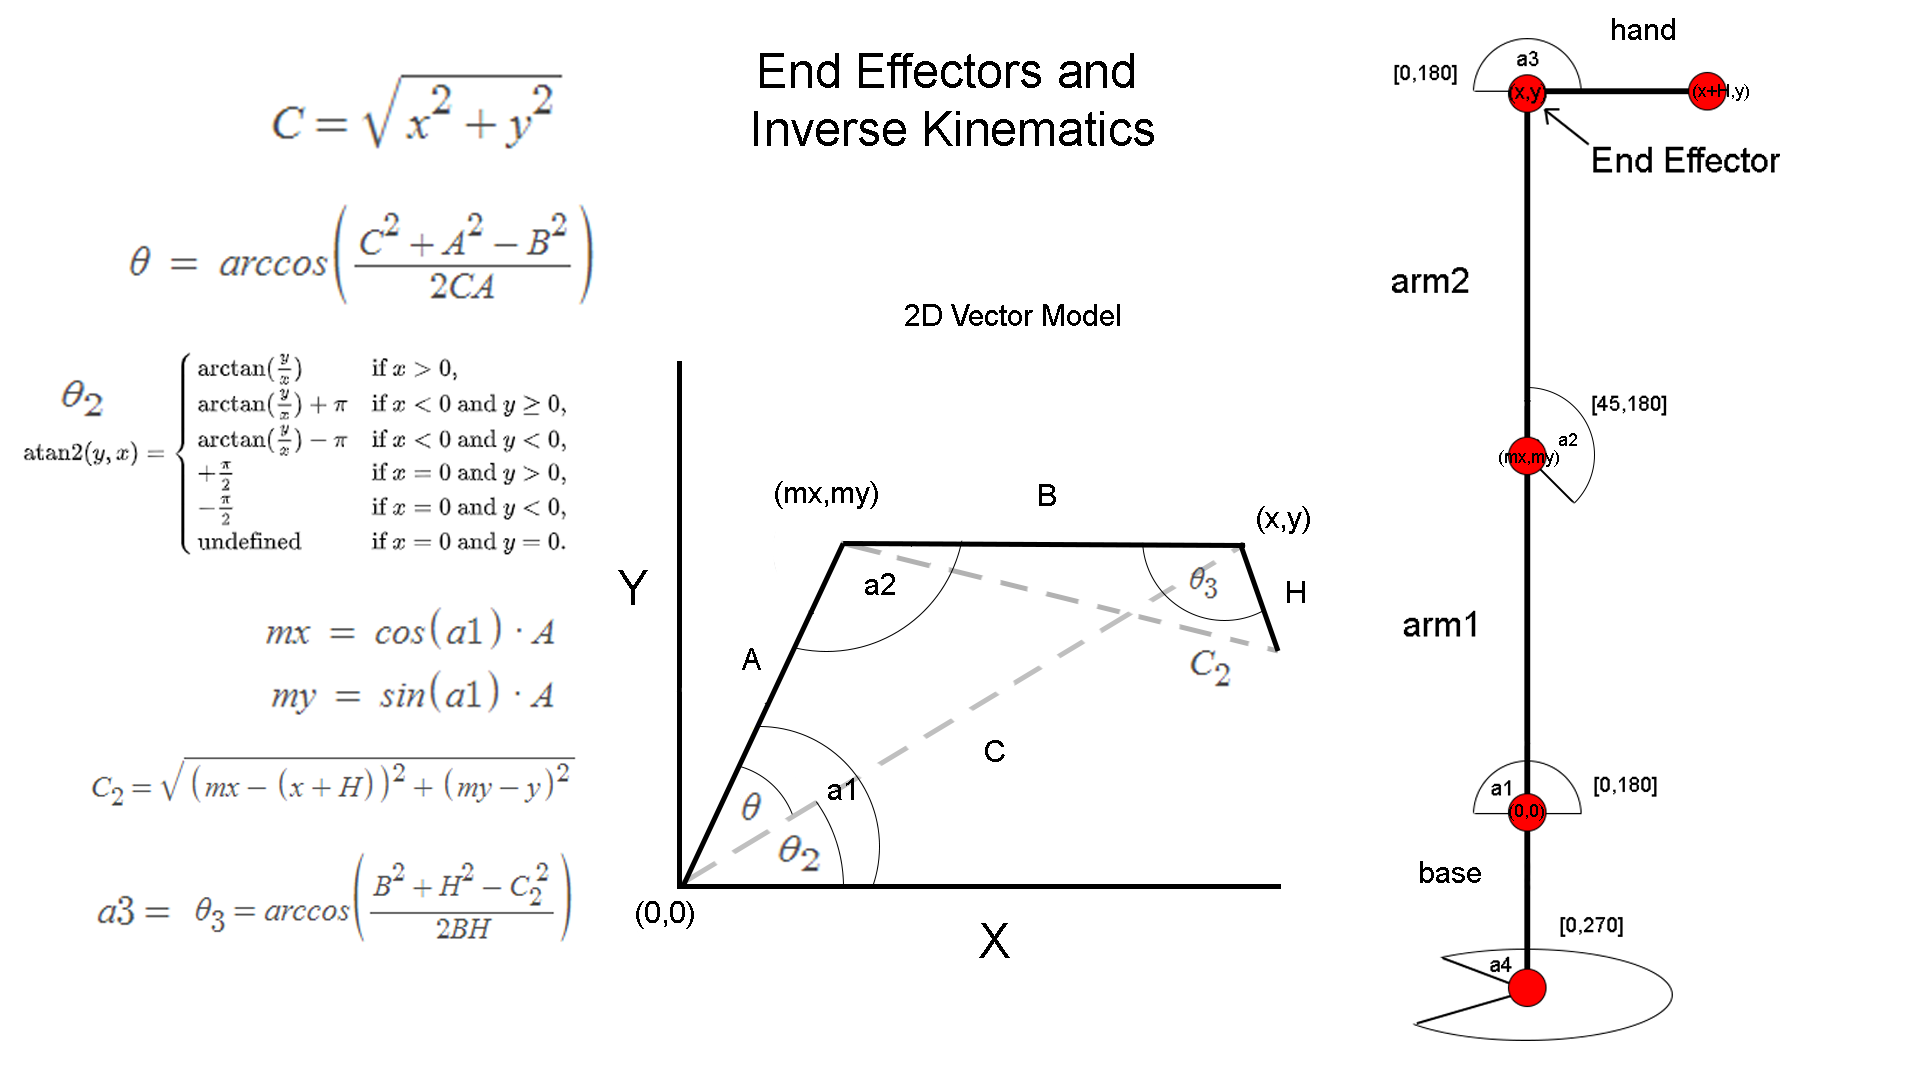 End Effectors and
Inverse Kinematics
C = √(x² + y²)
θ = arccos((C² + A² − B²) / (2CA))
θ₂
atan2(y, x) =
arctan(y/x) if x > 0,
arctan(y/x) + π if x < 0 and y ≥ 0,
arctan(y/x) − π if x < 0 and y < 0,
+π/2 if x = 0 and y > 0,
−π/2 if x = 0 and y < 0,
undefined if x = 0 and y = 0.
mx = cos(a1) · A
my = sin(a1) · A
C₂ = √((mx − (x + H))² + (my − y)²)
a3 = θ₃ = arccos((B² + H² − C₂²) / (2BH))
2D Vector Model
(mx,my)
B
(x,y)
a2
θ₃
H
Y
A
C₂
C
a1
θ
θ₂
(0,0)
X
hand
[0,180]
a3
(x,y)
(x+H,y)
End Effector
arm2
[45,180]
a2
(mx,my)
arm1
a1
[0,180]
(0,0)
base
[0,270]
a4